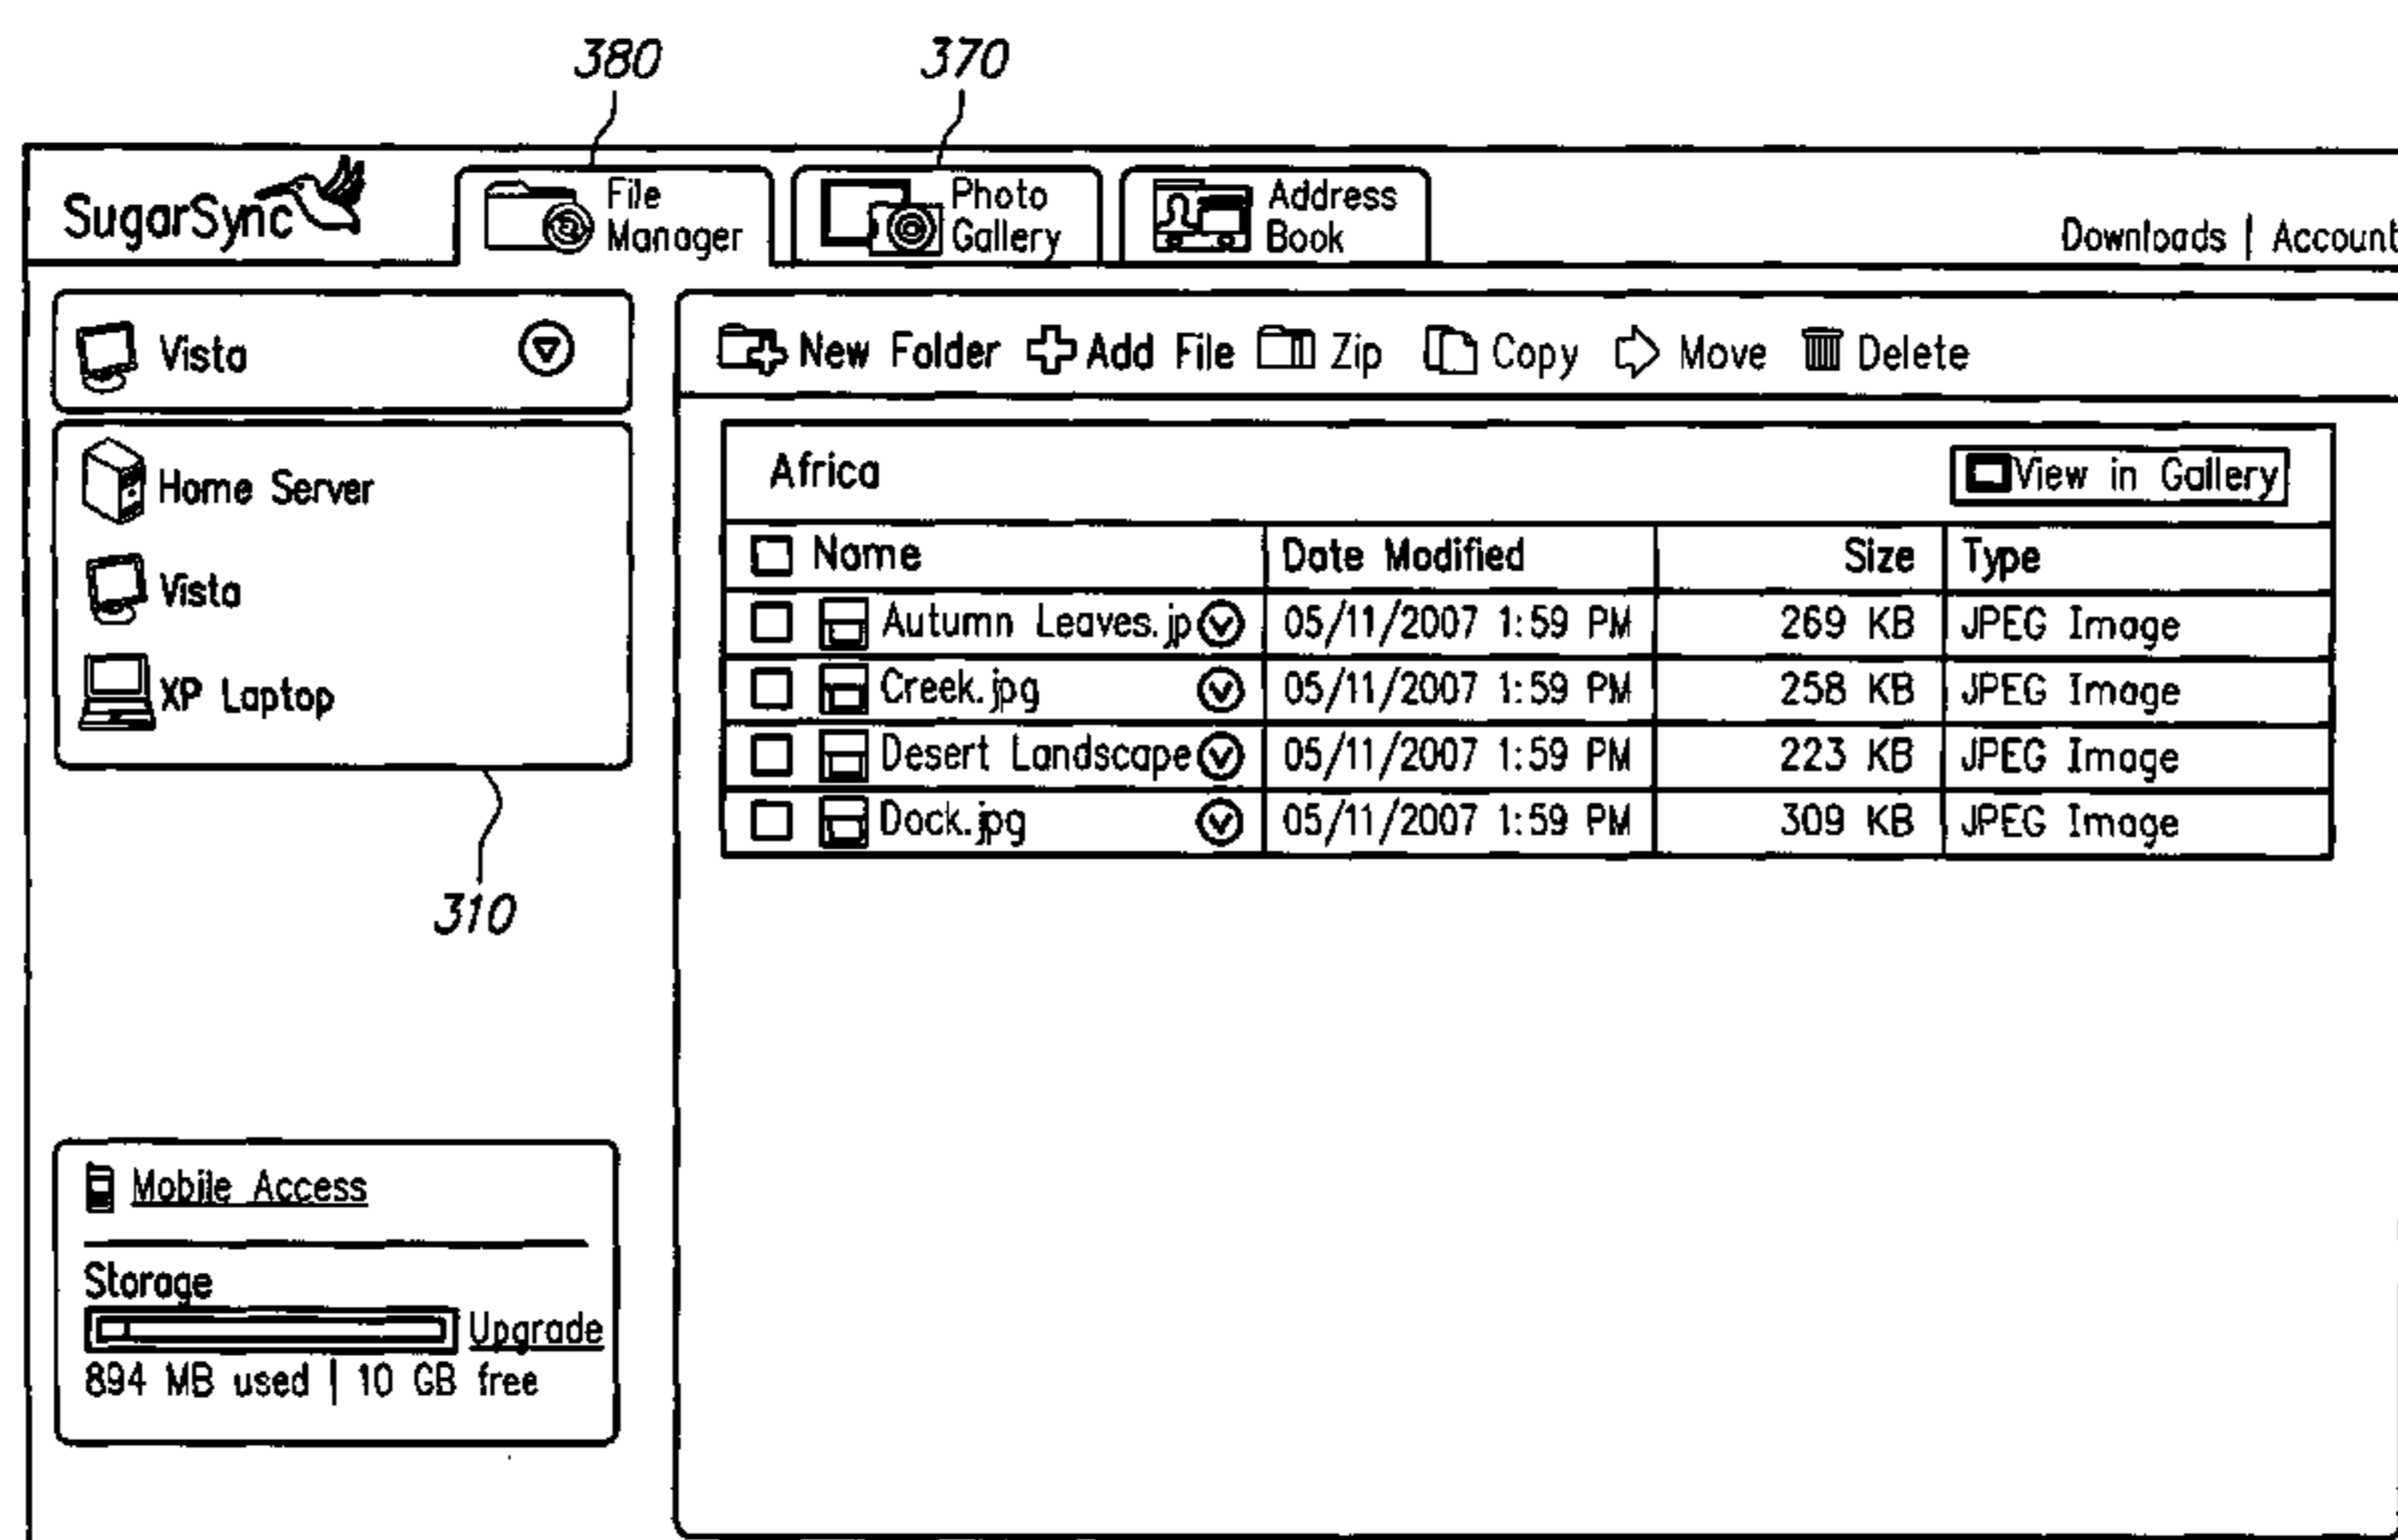 380 370
SugarSync File Manager Photo Gallery Address Book Downloads | Account
Vista
New Folder Add File Zip Copy Move Delete
Home Server
Vista
XP Laptop
310
Africa View in Gallery
Name Date Modified Size Type
Autumn Leaves.jp 05/11/2007 1:59 PM 269 KB JPEG Image
Creek.jpg 05/11/2007 1:59 PM 258 KB JPEG Image
Desert Landscape 05/11/2007 1:59 PM 223 KB JPEG Image
Dock.jpg 05/11/2007 1:59 PM 309 KB JPEG Image
Mobile Access
Storage
Upgrade
894 MB used | 10 GB free